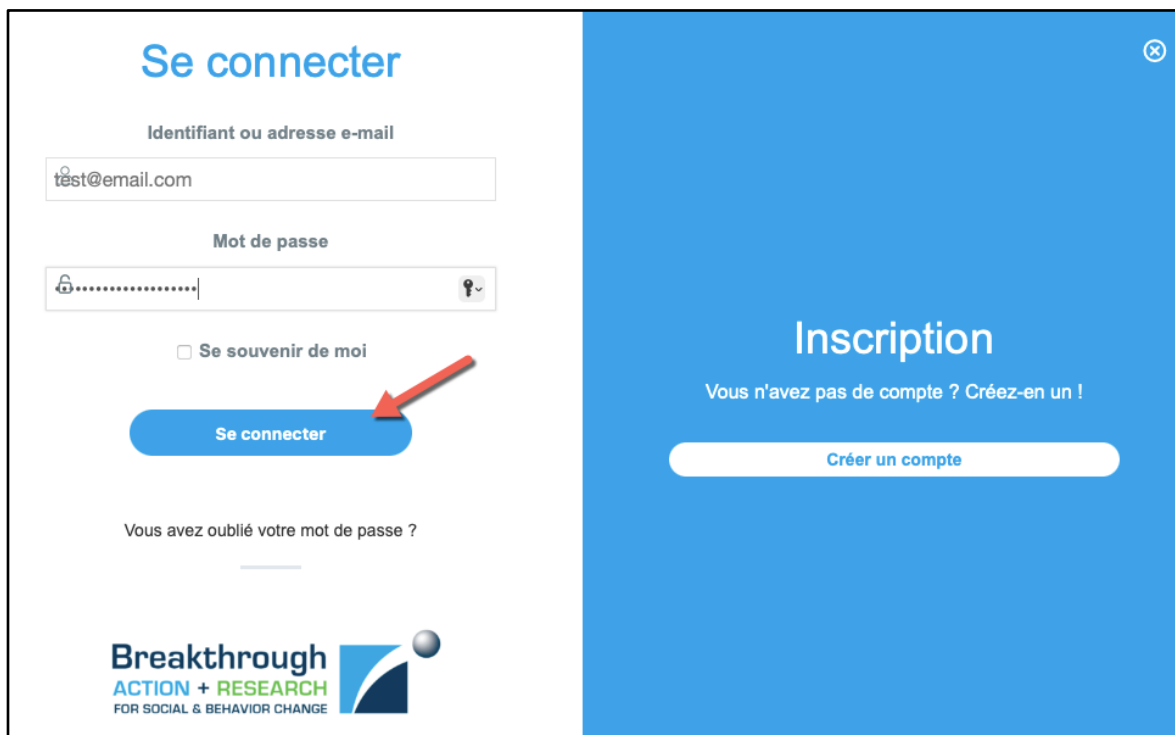 Se connecter
Identifiant ou adresse e-mail
test@email.com
Mot de passe
Se souvenir de moi
Se connecter
Vous avez oublié votre mot de passe ?
Breakthrough
ACTION + RESEARCH
FOR SOCIAL & BEHAVIOR CHANGE
Inscription
Vous n'avez pas de compte ? Créez-en un !
Créer un compte